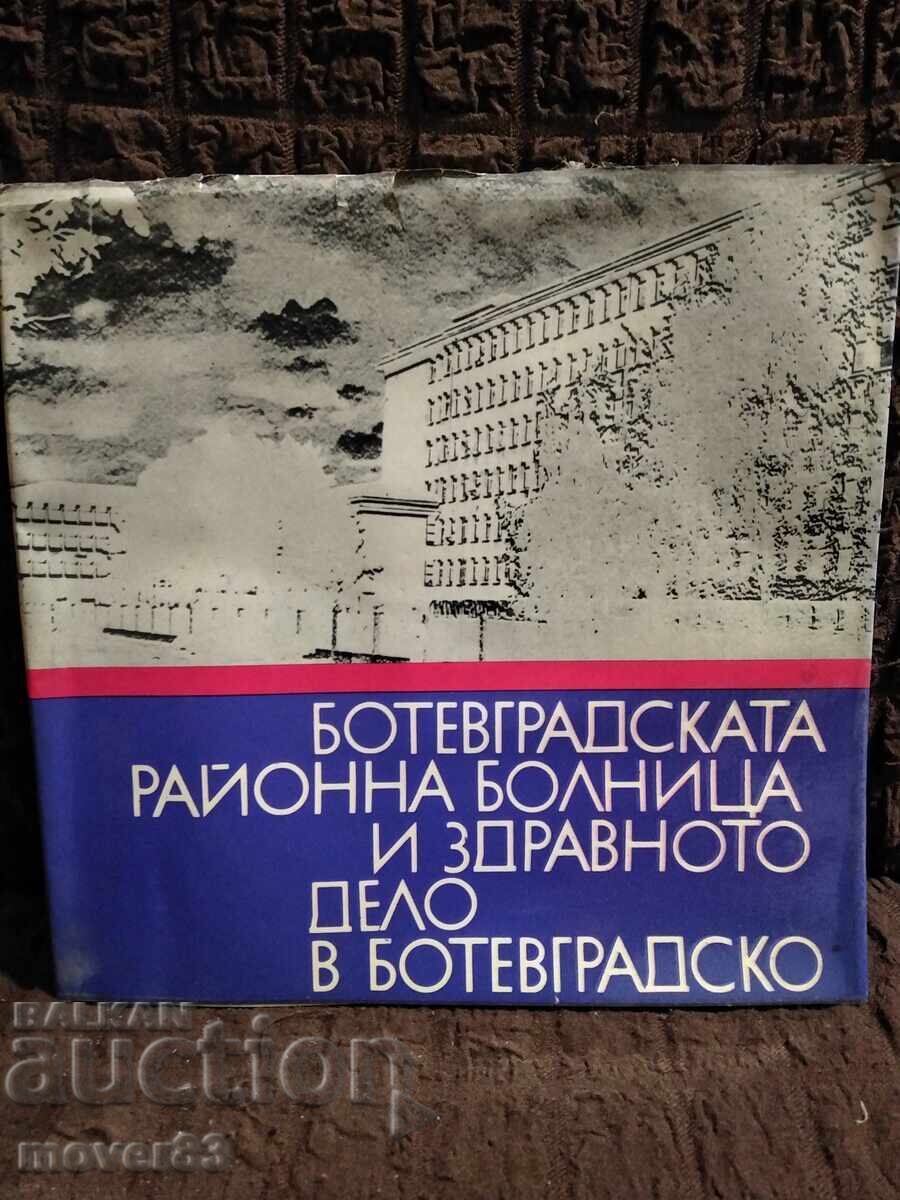 БОТЕВГРАДСКАТА
РАЙОННА БОЛНИЦА
И ЗДРАВНОТО
ДЕЛО
В БОТЕВГРАДСКО
BALKAN
auction
mover83